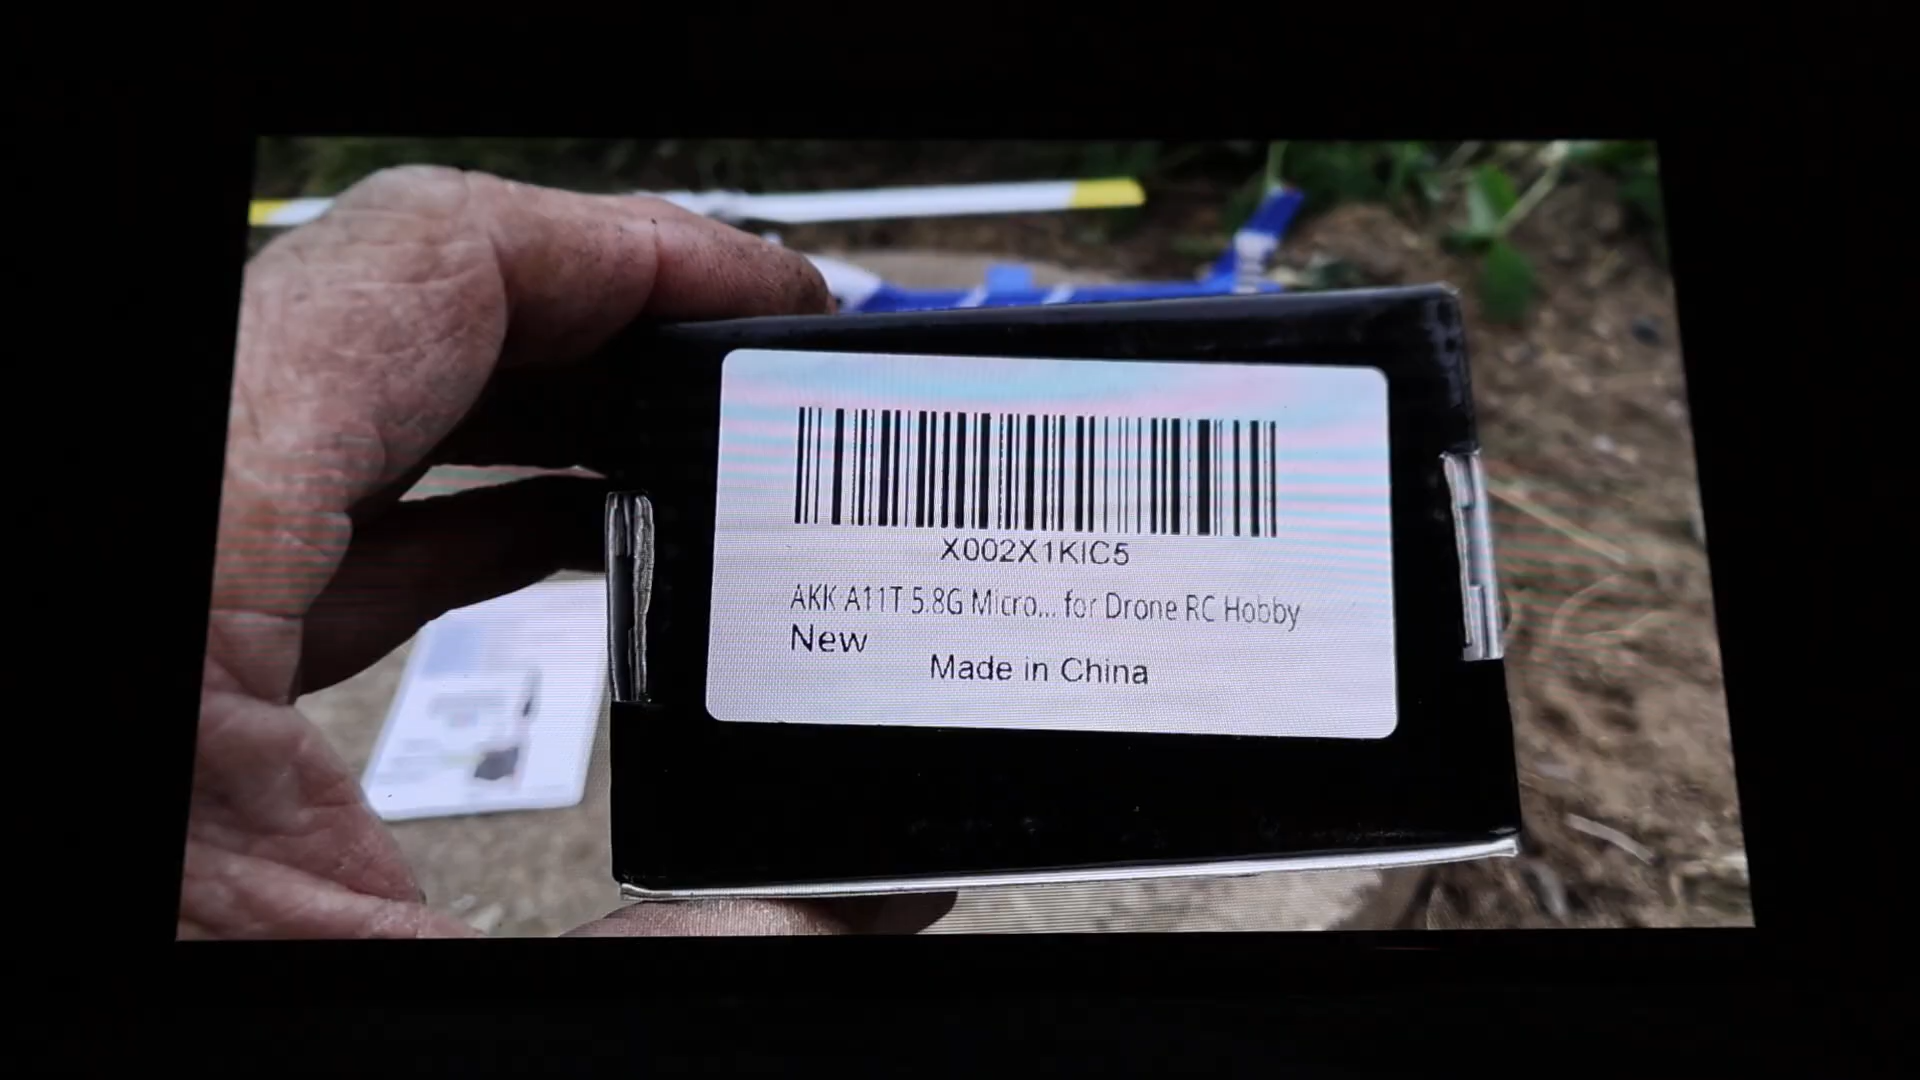 X002X1KIC5
AKK A11T 5.8G Micro... for Drone RC Hobby
New
Made in China